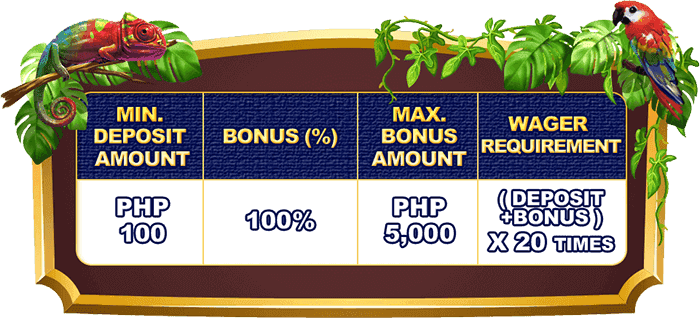 MIN.
DEPOSIT
AMOUNT
BONUS (%)
MAX.
BONUS
AMOUNT
WAGER
REQUIREMENT
PHP
100
100%
PHP
5,000
( DEPOSIT
+BONUS )
X 20 TIMES